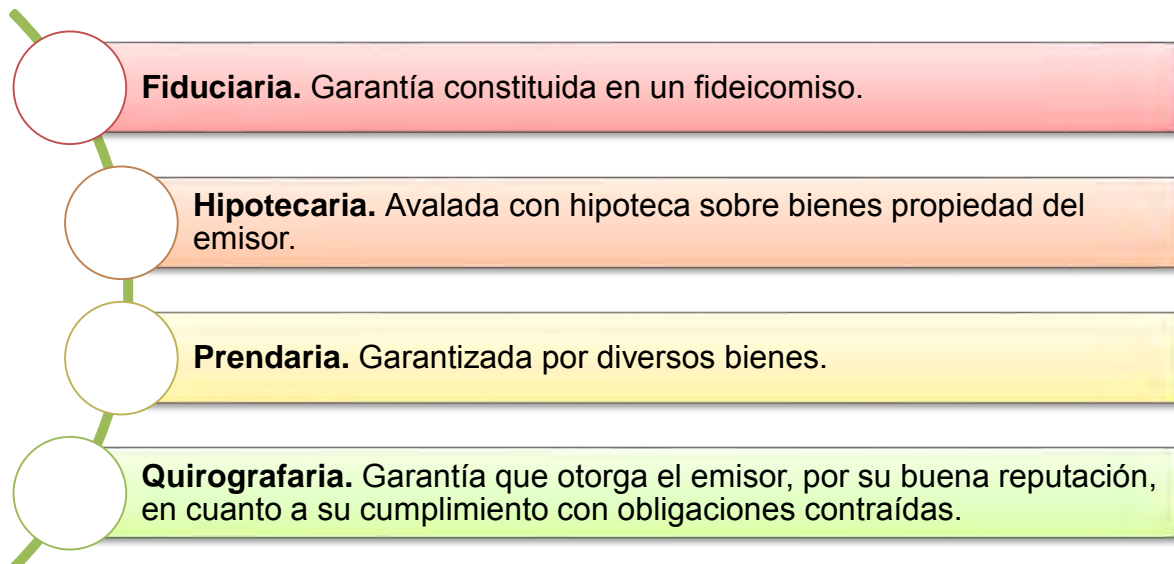 Fiduciaria. Garantía constituida en un fideicomiso.
Hipotecaria. Avalada con hipoteca sobre bienes propiedad del
emisor.
Prendaria. Garantizada por diversos bienes.
Quirografaria. Garantía que otorga el emisor, por su buena reputación,
en cuanto a su cumplimiento con obligaciones contraídas.